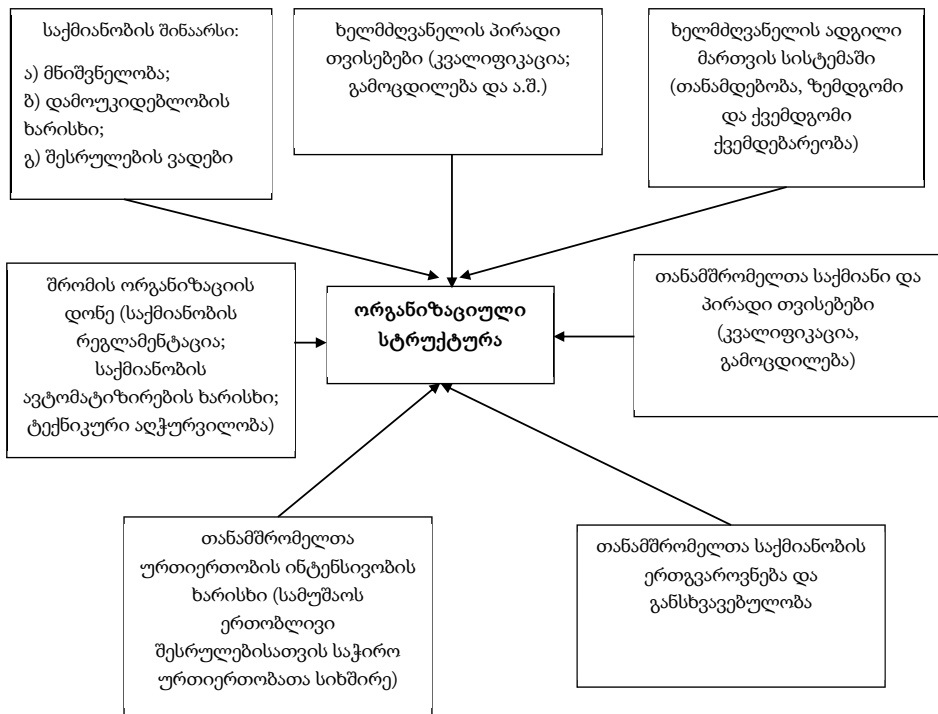 საქმიანობის შინაარსი:
ა) მნიშვნელობა;
ბ) დამოუკიდებლობის
ხარისხი;
გ) შესრულების ვადები
ხელმძღვანელის პირადი
თვისებები (კვალიფიკაცია;
გამოცდილება და ა.შ.)
ხელმძღვანელის ადგილი
მართვის სისტემაში
(თანამდებობა, ზემდგომი
და ქვემდგომი
ქვემდებარეობა)
შრომის ორგანიზაციის
დონე (საქმიანობის
რეგლამენტაცია;
საქმიანობის
ავტომატიზირების ხარისხი;
ტექნიკური აღჭურვილობა)
ორგანიზაციული
სტრუქტურა
თანამშრომელთა საქმიანი და
პირადი თვისებები
(კვალიფიკაცია,
გამოცდილება)
თანამშრომელთა
ურთიერთობის ინტენსივობის
ხარისხი (სამუშაოს
ერთობლივი
შესრულებისათვის საჭირო
ურთიერთობათა სიხშირე)
თანამშრომელთა საქმიანობის
ერთგვაროვნება და
განსხვავებულობა